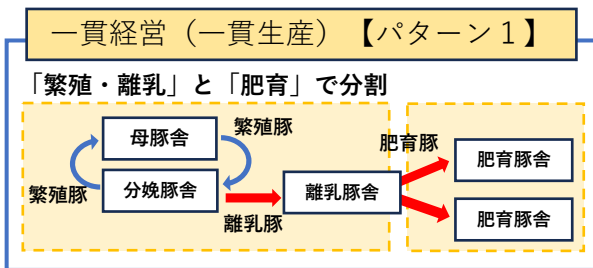 一貫経営（一貫生産）【パターン１】
「繁殖・離乳」と「肥育」で分割
母豚舎
繁殖豚
繁殖豚
分娩豚舎
離乳豚
離乳豚舎
肥育豚
肥育豚舎
肥育豚舎